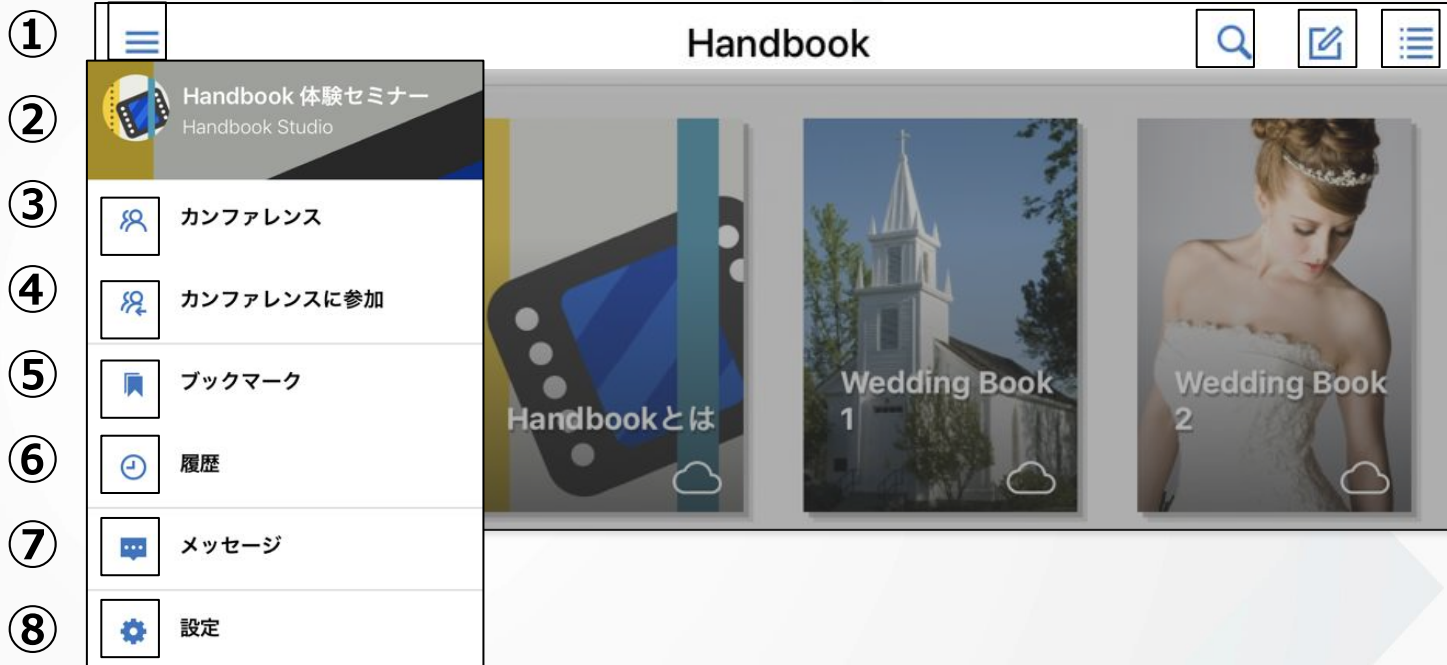 ①
Handbook
②
Handbook 体験セミナー
Handbook Studio
③
カンファレンス
④
カンファレンスに参加
⑤
ブックマーク
⑥
履歴
⑦
メッセージ
⑧
設定
Handbookとは
Wedding Book
1
Wedding Book
2